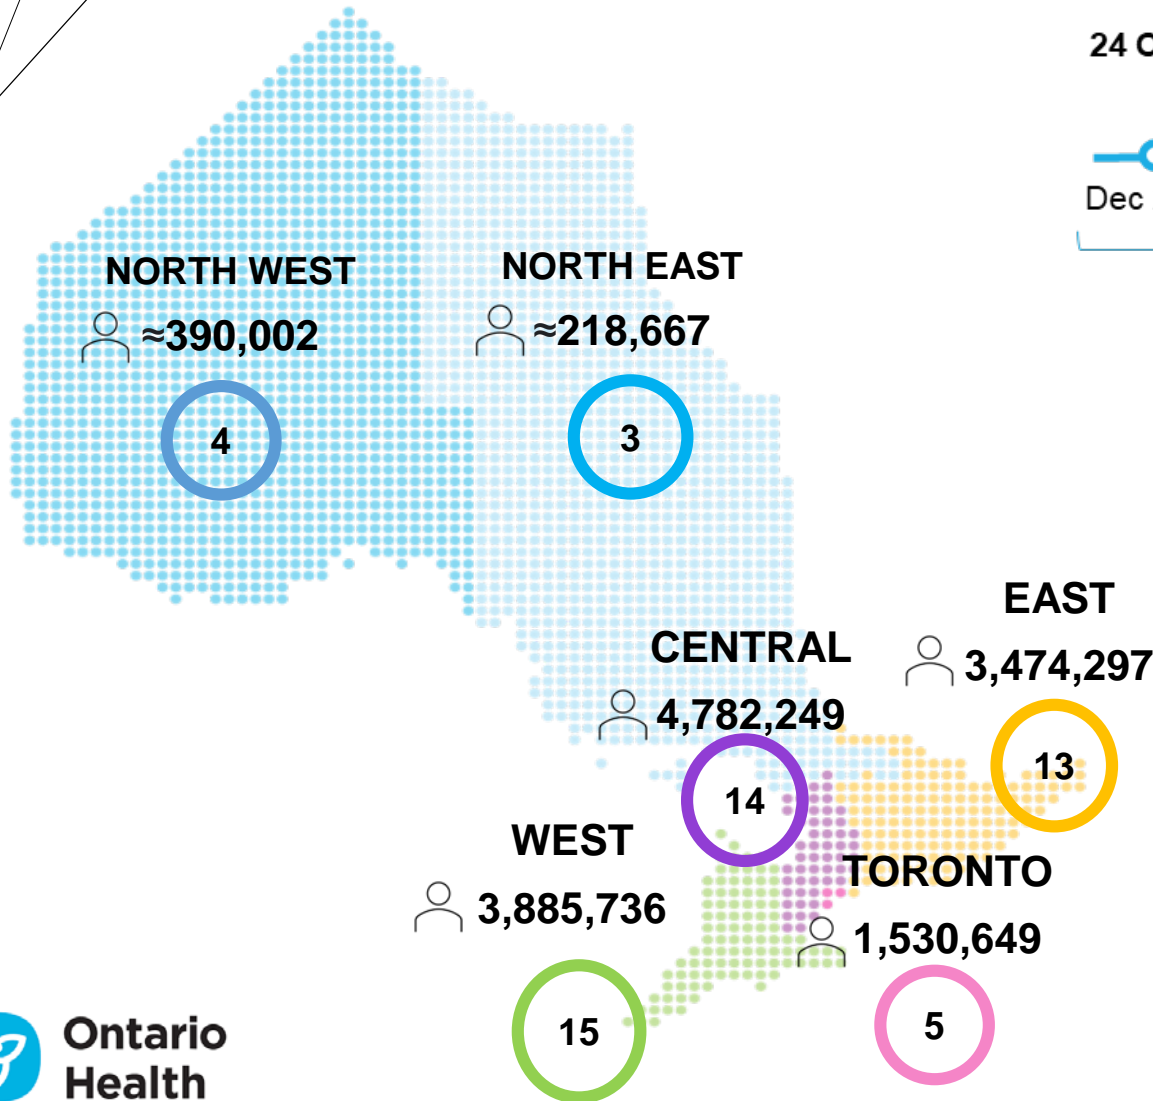 24
Dec
NORTH WEST
≈390,002
4
NORTH EAST
≈218,667
3
EAST
3,474,297
13
CENTRAL
4,782,249
14
WEST
3,885,736
15
TORONTO
1,530,649
5
Ontario
Health